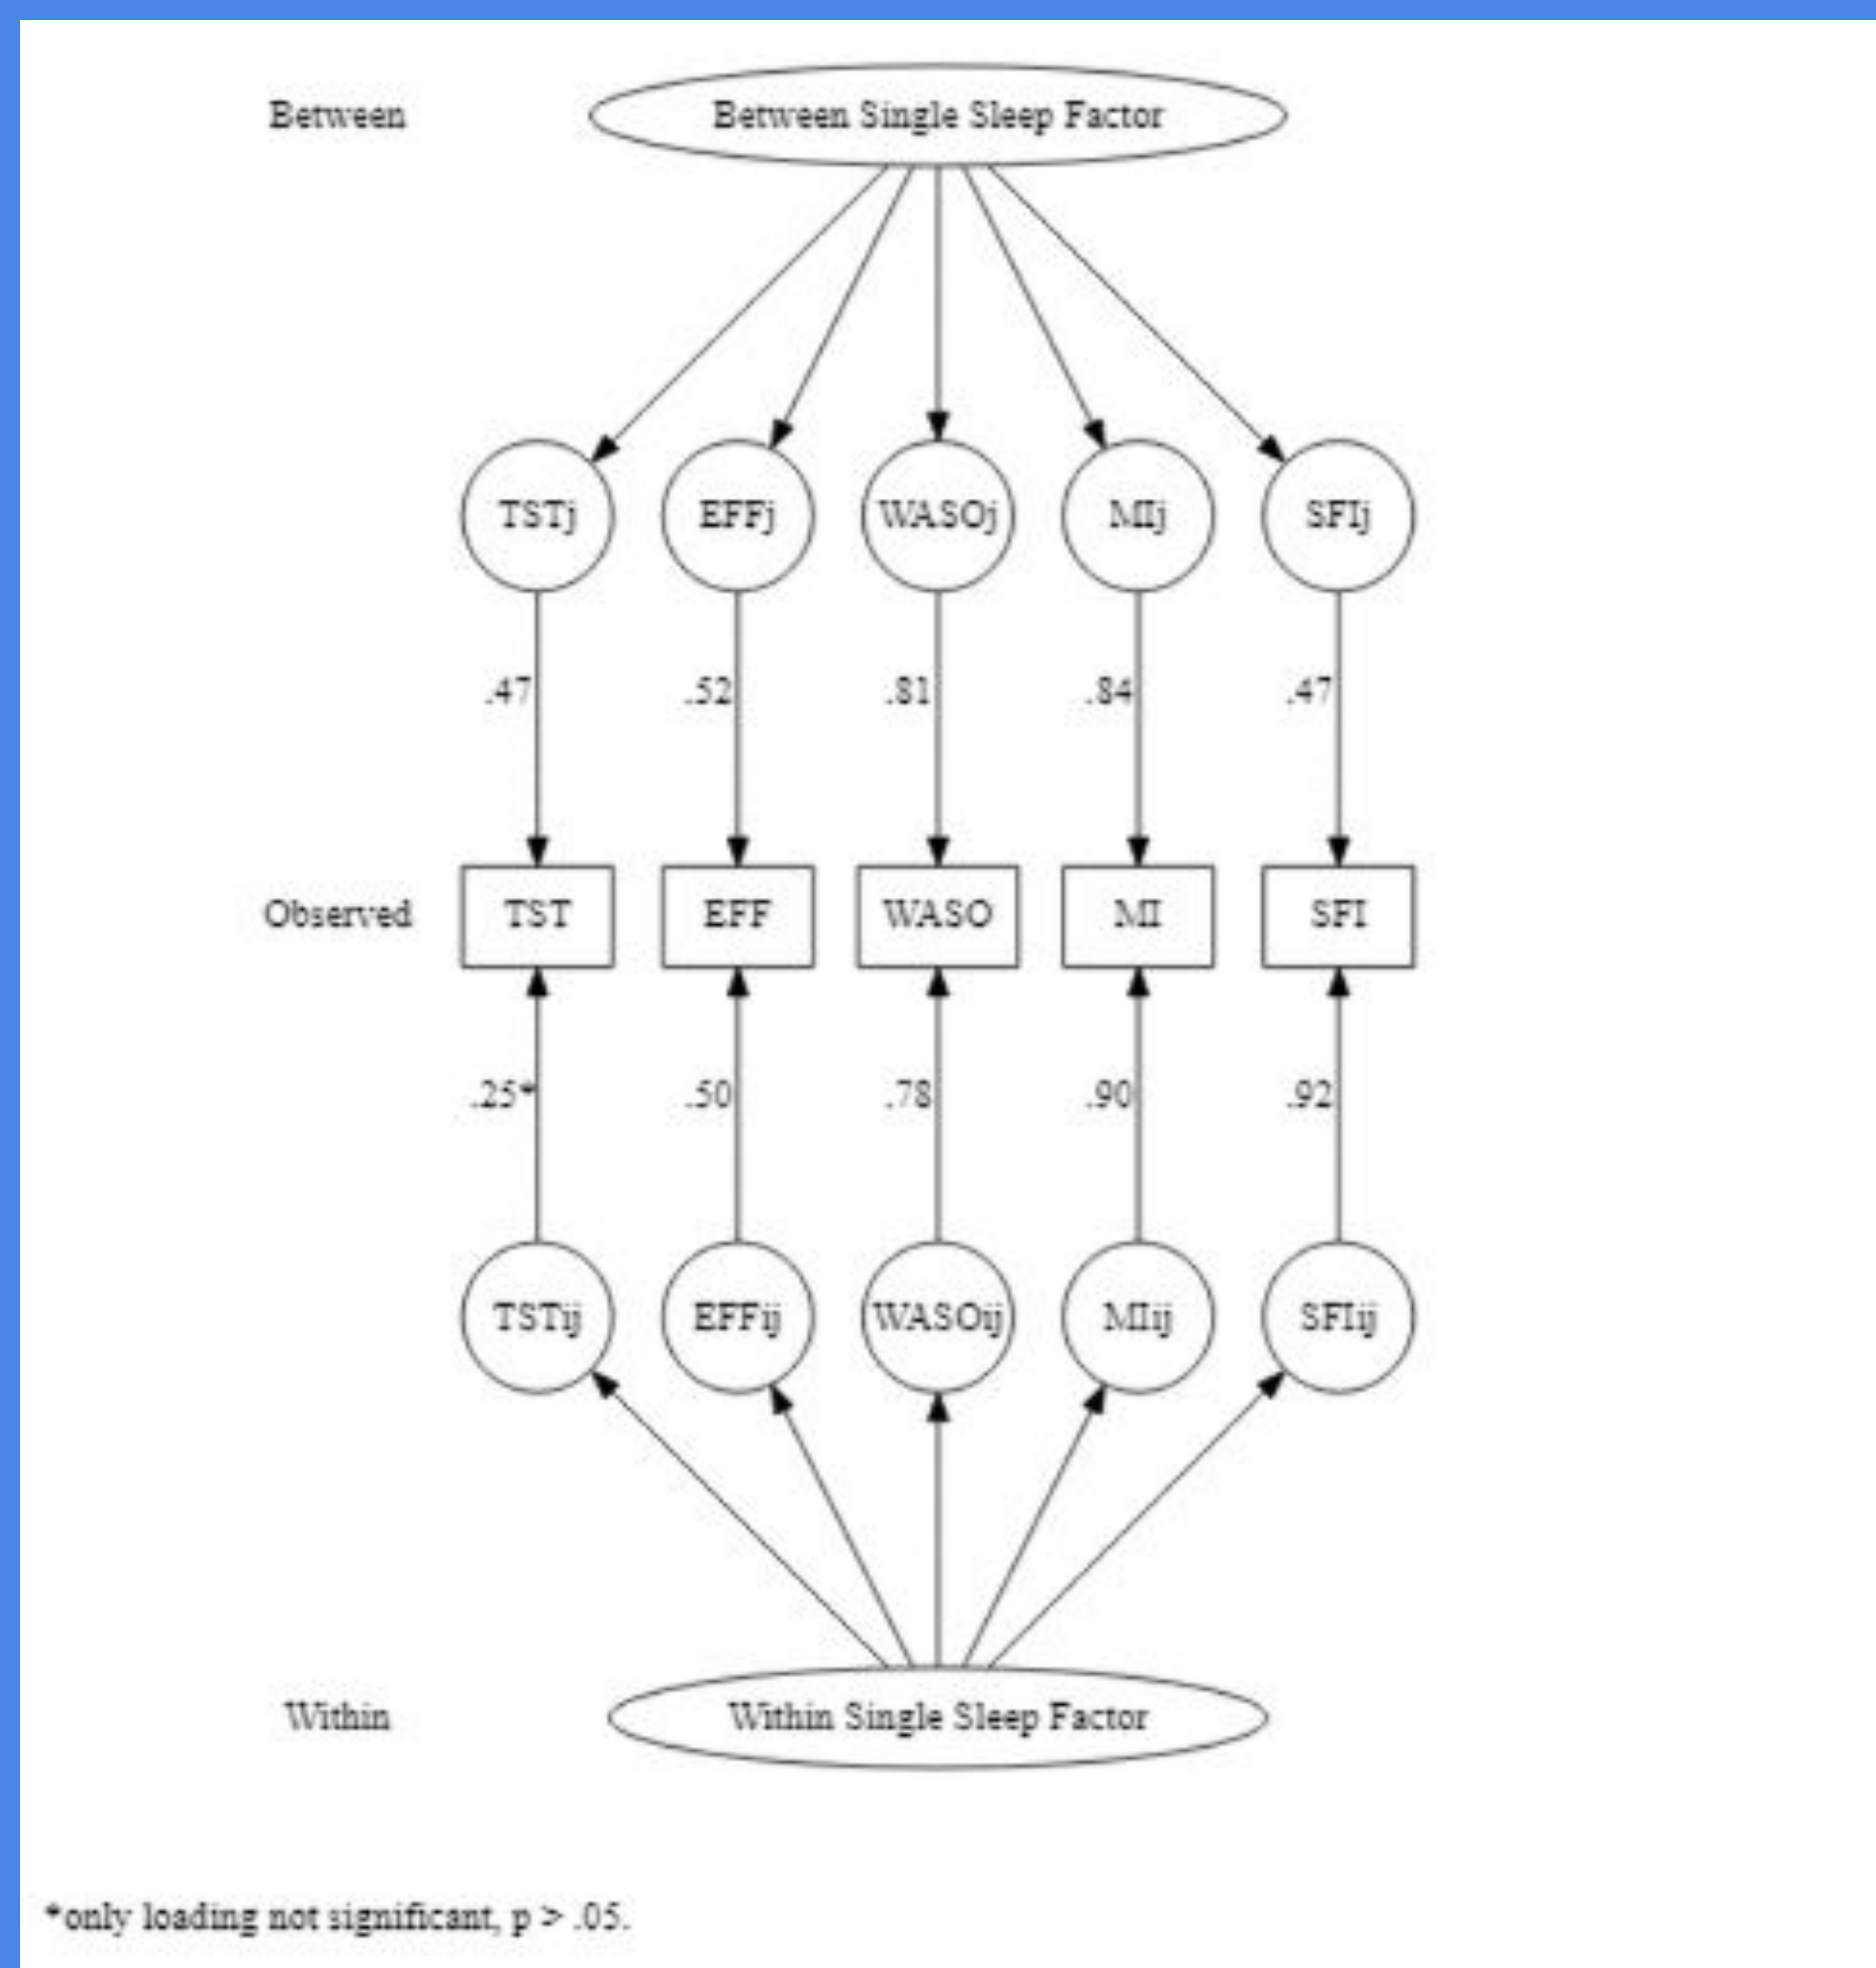 Between Between Single Sleep Factor
TSTj EFFj WASOj MIj SFIj
.47 .52 .81 .84 .47
Observed TST EFF WASO MI SFI
.25* .50 .78 .90 .92
TSTij EFFij WASOij MIij SFIij
Within Within Single Sleep Factor
*only loading not significant, p > .05.